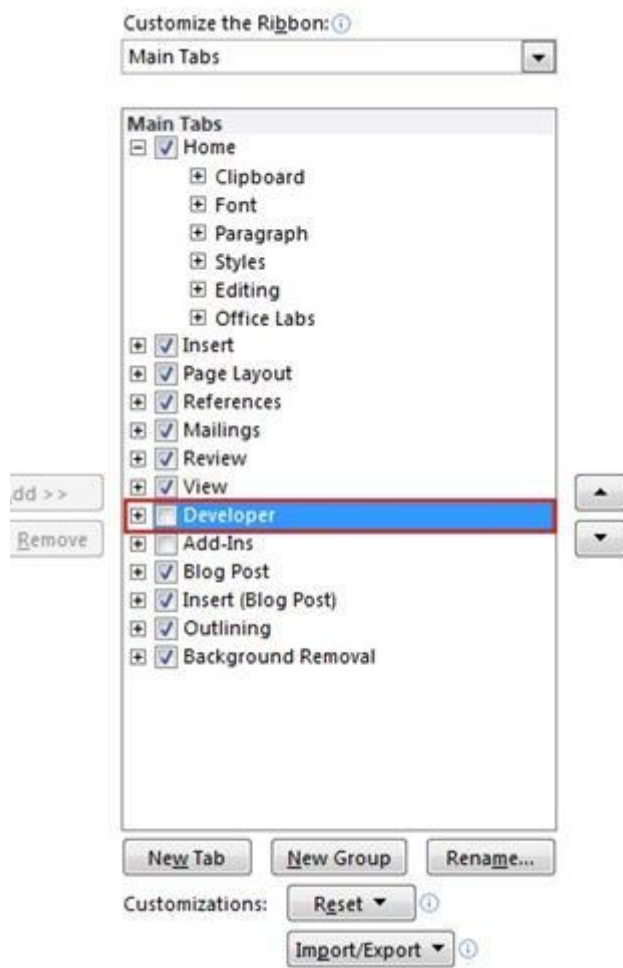 Customize the Ribbon:
Main Tabs
Main Tabs
Home
Clipboard
Font
Paragraph
Styles
Editing
Office Labs
Insert
Page Layout
References
Mailings
Review
View
dd >>
Developer
Remove
Add-Ins
Blog Post
Insert (Blog Post)
Outlining
Background Removal
New Tab New Group Rename...
Customizations: Reset
Import/Export